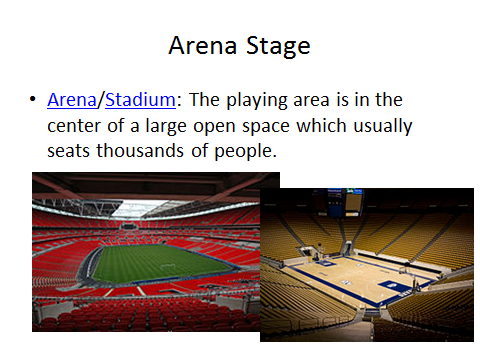 Arena Stage
• Arena/Stadium: The playing area is in the
center of a large open space which usually
seats thousands of people.